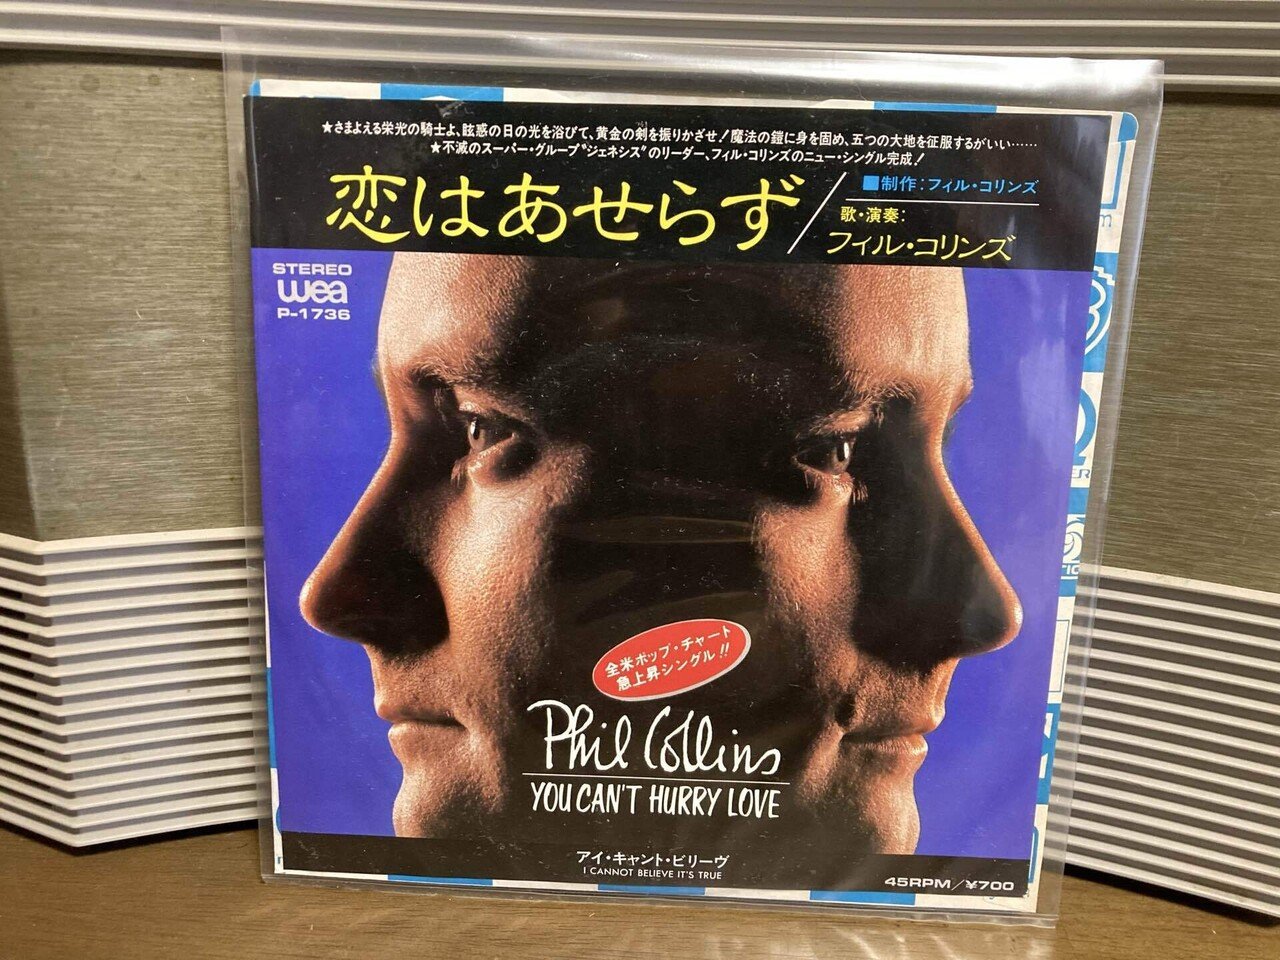 ★さまよえる栄光の騎士よ、眩惑の日の光を浴びて、黄金の剣を振りかざせ!魔法の鎧に身を固め、五つの大地を征服するがいい……
★不滅のスーパー・グループ"ジェネシス"のリーダー、フィル・コリンズのニュー・シングル完成!
恋はあせらず
■制作:フィル・コリンズ
歌・演奏:
フィル・コリンズ
STEREO
wea
P-1736
全米ポップ・チャート
急上昇シングル!!
Phil Collins
YOU CAN'T HURRY LOVE
アイ・キャント・ビリーヴ
I CANNOT BELIEVE IT'S TRUE
45RPM/¥700